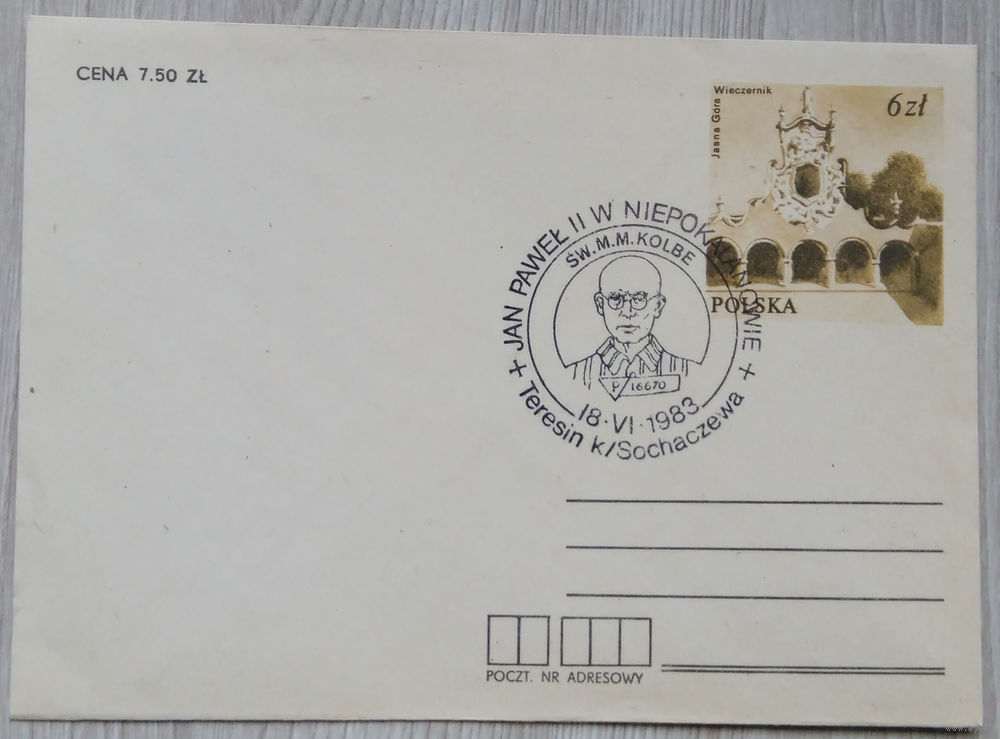 CENA 7.50 ZŁ
Wieczernik
Jasna Góra
6zł
POLSKA
JAN PAWEŁ II W NIEPOKALANOWIE
ŚW. M. M. KOLBE
P 16670
18·VI·1983
+ Teresin k/Sochaczewa +
POCZT. NR ADRESOWY